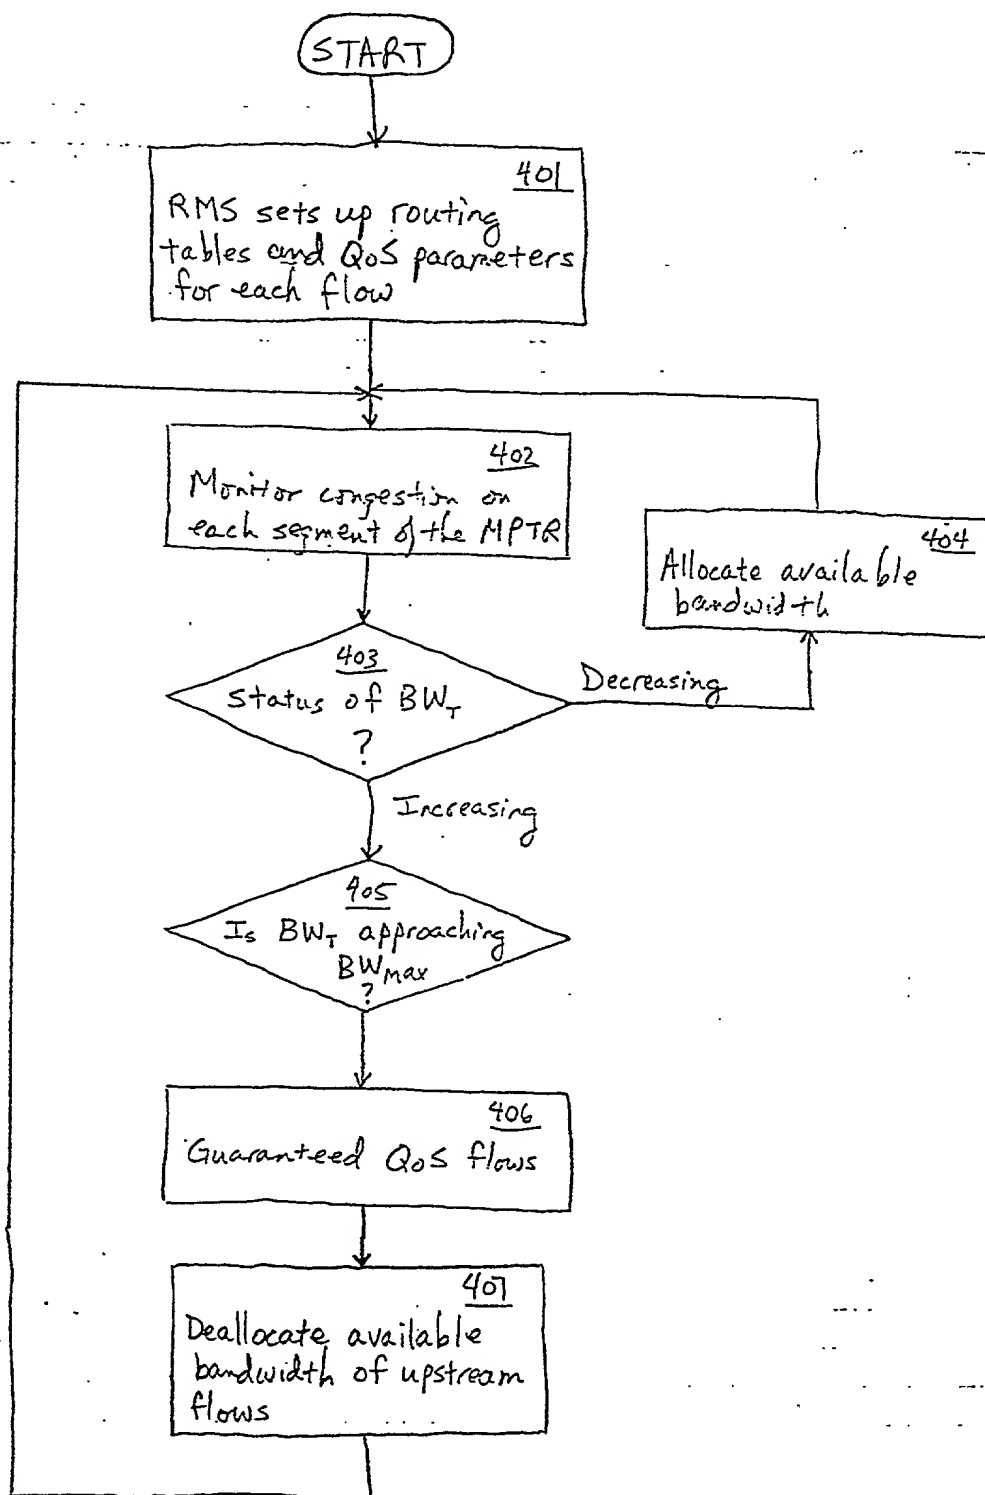 START
401
RMS sets up routing
tables and QoS parameters
for each flow
402
Monitor congestion on
each segment of the MPTR
404
Allocate available
bandwidth
403
Status of BWT
?
Decreasing
Increasing
405
Is BWT approaching
BWMAX
?
406
Guaranteed QoS flows
407
Deallocate available
bandwidth of upstream
flows